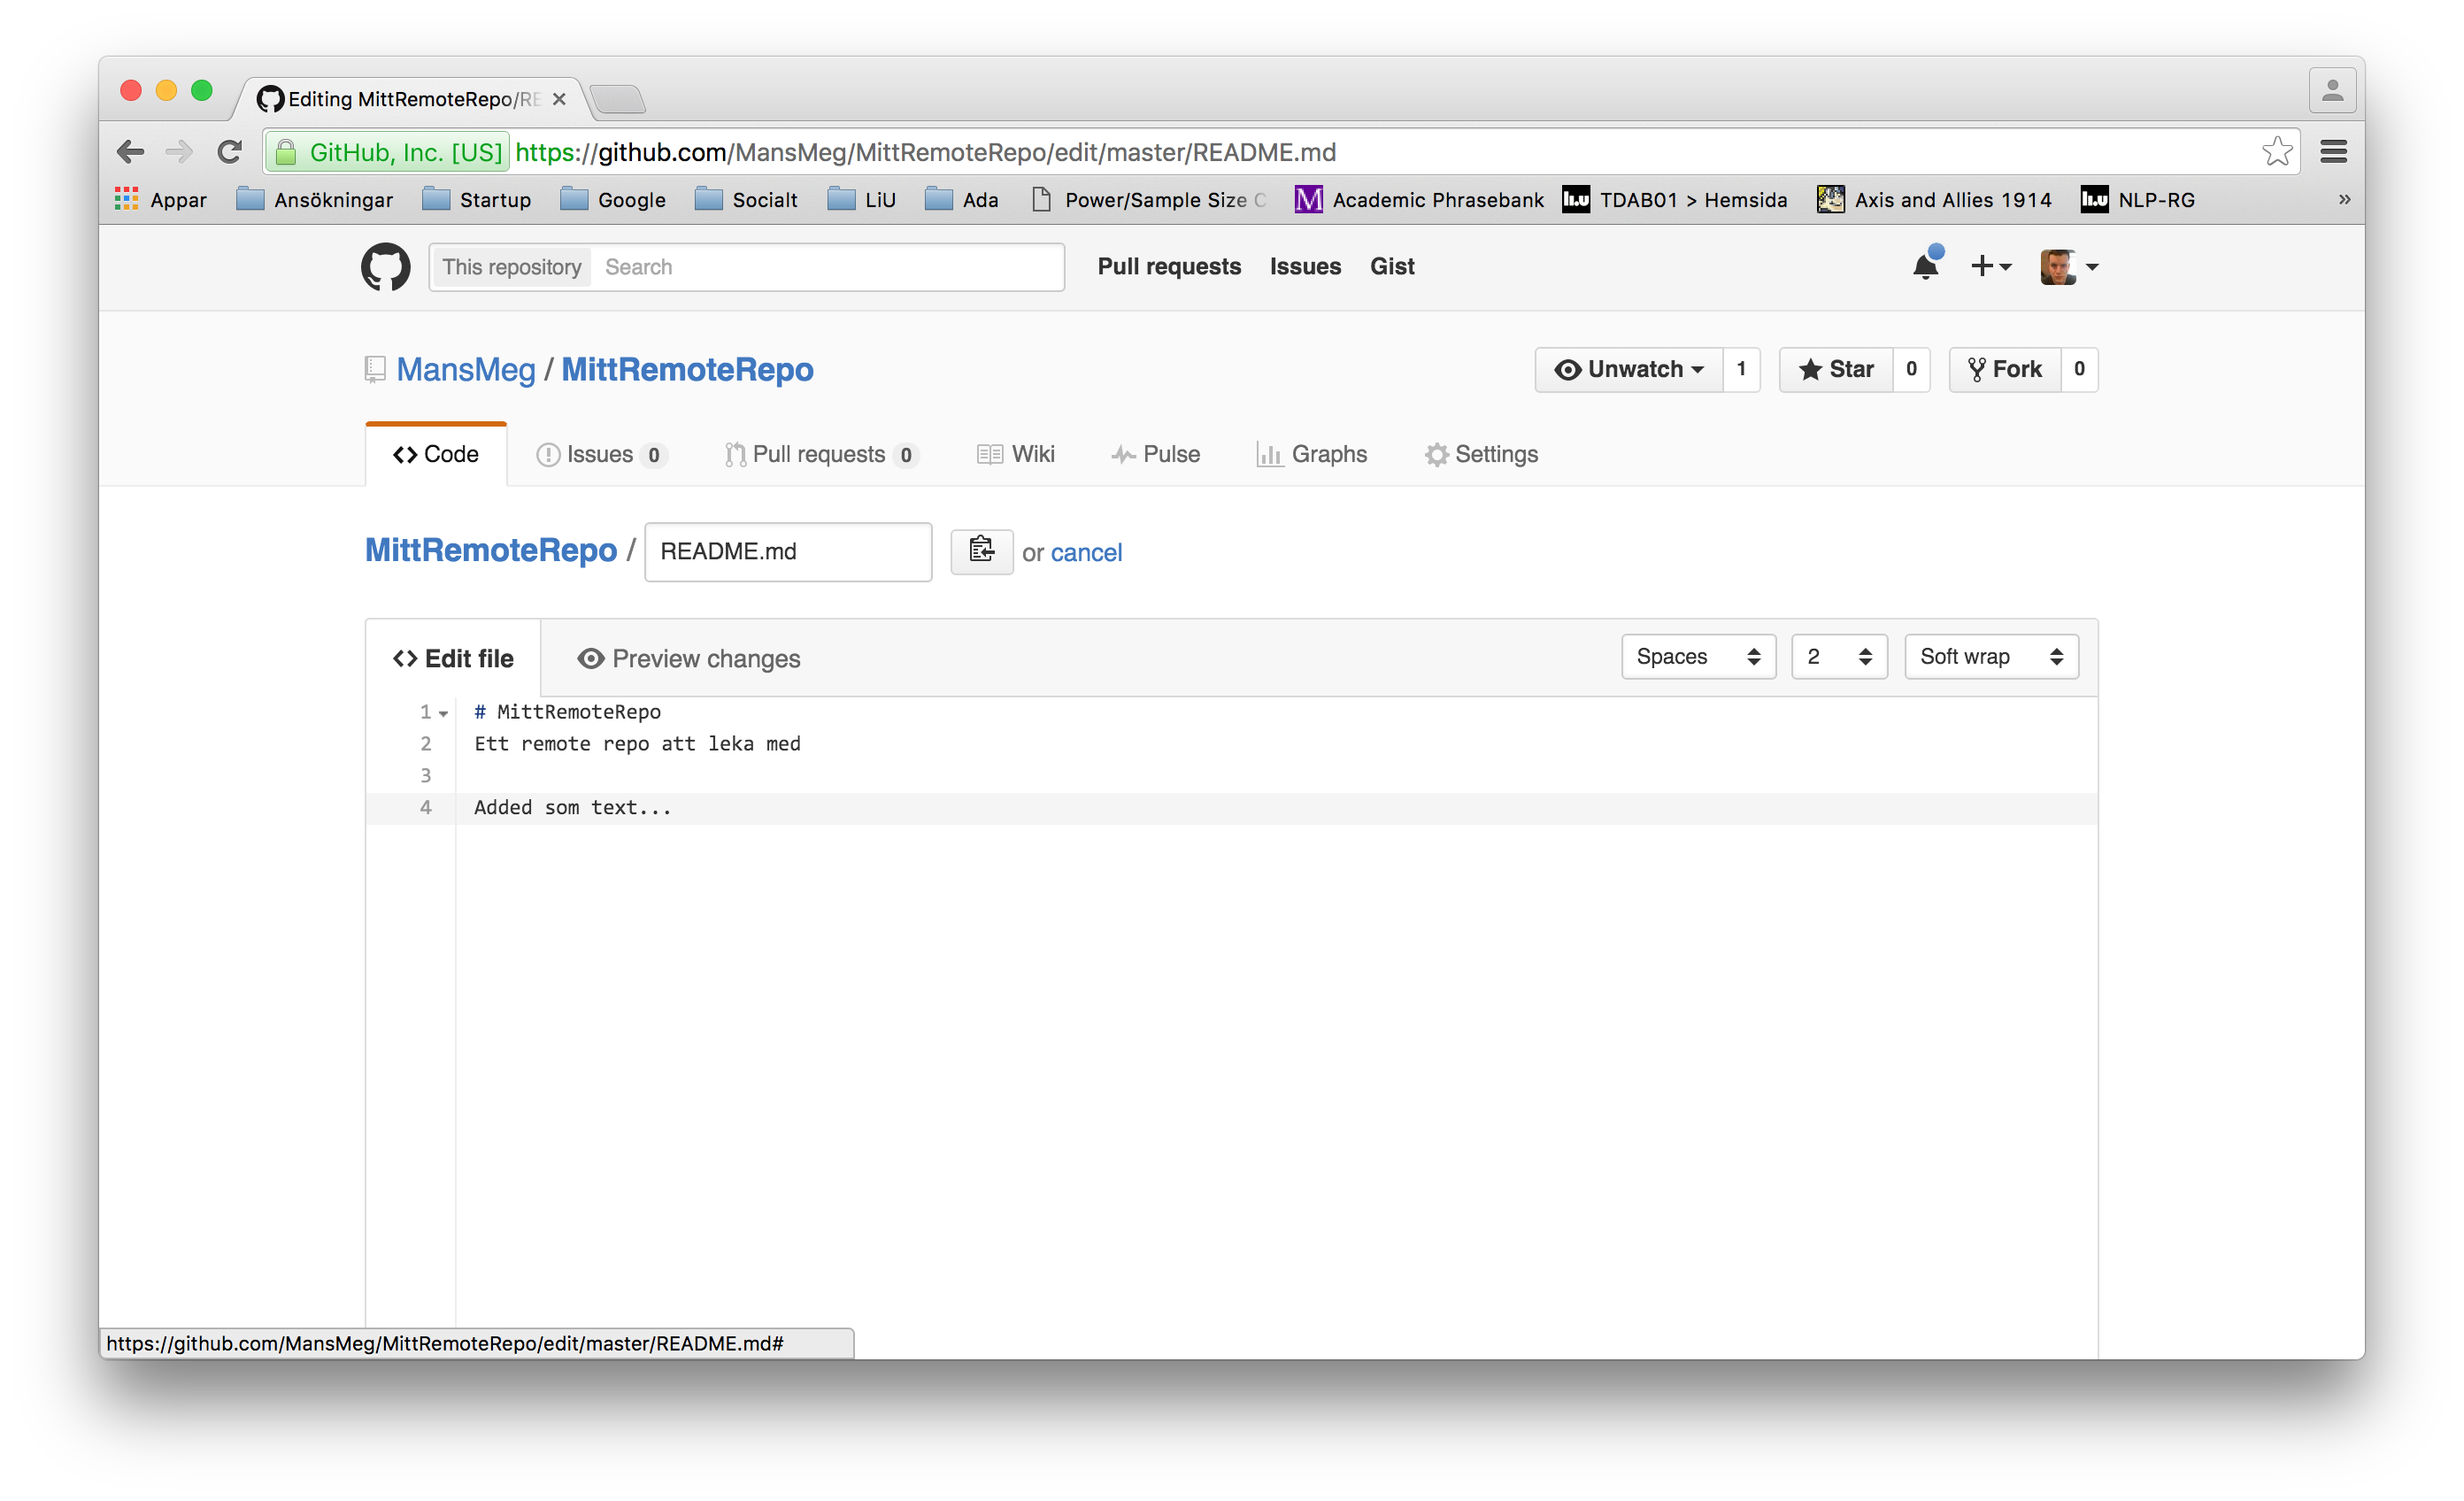 Editing MittRemoteRepo/RE
GitHub, Inc. [US] https://github.com/MansMeg/MittRemoteRepo/edit/master/README.md
Appar Ansökningar Startup Google Socialt LiU Ada Power/Sample Size C Academic Phrasebank TDAB01 > Hemsida Axis and Allies 1914 NLP-RG »
This repository Search Pull requests Issues Gist
MansMeg / MittRemoteRepo Unwatch 1 Star 0 Fork 0
Code Issues 0 Pull requests 0 Wiki Pulse Graphs Settings
MittRemoteRepo / README.md or cancel
Edit file Preview changes Spaces 2 Soft wrap
1 # MittRemoteRepo
2 Ett remote repo att leka med
3
4 Added som text...
https://github.com/MansMeg/MittRemoteRepo/edit/master/README.md#